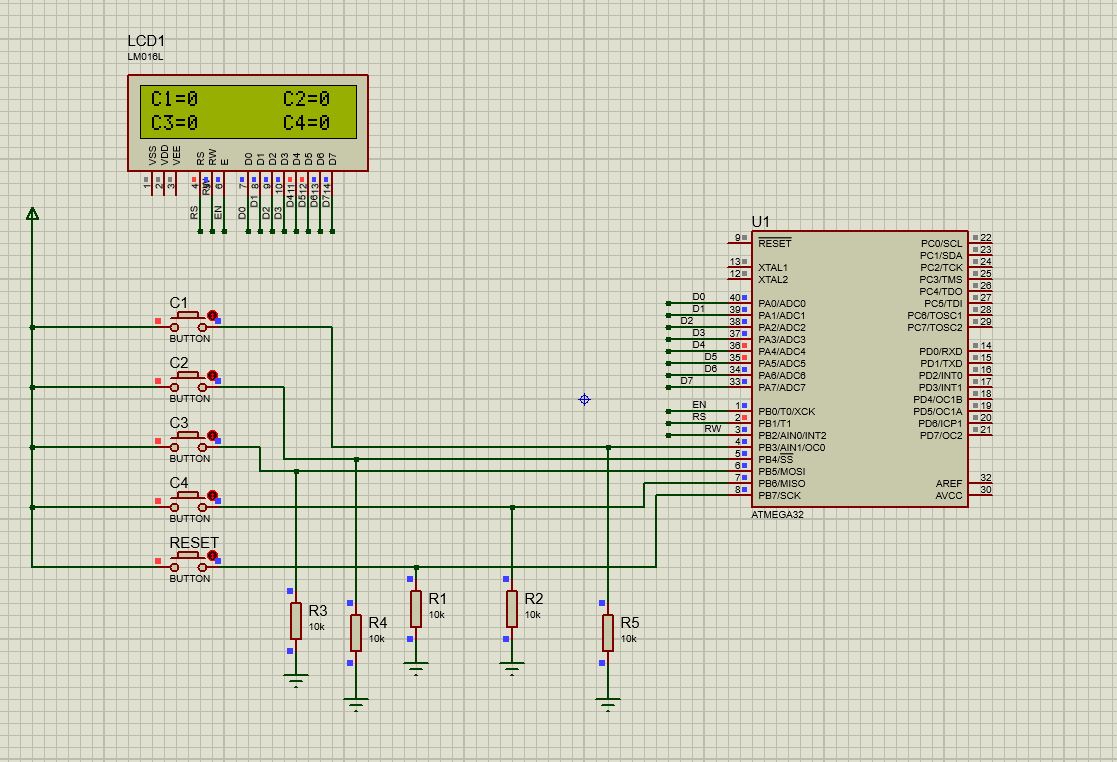 LCD1
LM016L
C1=0 C2=0
C3=0 C4=0
VSS VDD VEE RS RW E D0 D1 D2 D3 D4 D5 D6 D7
1 2 3 4 5 6 7 8 9 10 11 12 13 14
RS RW EN D0 D1 D2 D3 D4 D5 D6 D7
C1
BUTTON
C2
BUTTON
C3
BUTTON
C4
BUTTON
RESET
BUTTON
R3
10k
R4
10k
R1
10k
R2
10k
R5
10k
U1
9 RESET
13 XTAL1
12 XTAL2
D0 40 PA0/ADC0
D1 39 PA1/ADC1
D2 38 PA2/ADC2
D3 37 PA3/ADC3
D4 36 PA4/ADC4
D5 35 PA5/ADC5
D6 34 PA6/ADC6
D7 33 PA7/ADC7
EN 1 PB0/T0/XCK
RS 2 PB1/T1
RW 3 PB2/AIN0/INT2
4 PB3/AIN1/OC0
5 PB4/SS
6 PB5/MOSI
7 PB6/MISO
8 PB7/SCK
PC0/SCL 22
PC1/SDA 23
PC2/TCK 24
PC3/TMS 25
PC4/TDO 26
PC5/TDI 27
PC6/TOSC1 28
PC7/TOSC2 29
PD0/RXD 14
PD1/TXD 15
PD2/INT0 16
PD3/INT1 17
PD4/OC1B 18
PD5/OC1A 19
PD6/ICP1 20
PD7/OC2 21
AREF 32
AVCC 30
ATMEGA32